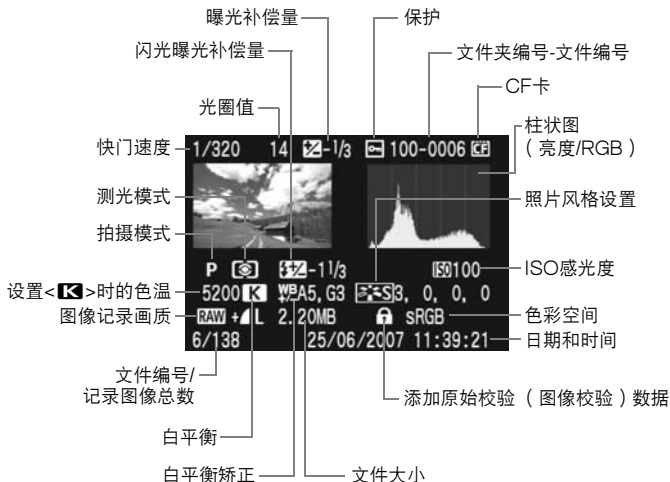 曝光补偿量
保护
闪光曝光补偿量
文件夹编号-文件编号
CF卡
光圈值
柱状图
（亮度/RGB）
快门速度
1/320 14 -1/3 100-0006 CF
测光模式
照片风格设置
拍摄模式
P -1 1/3 ISO100
ISO感光度
设置<K>时的色温
5200 K WB A5, G3 S 3, 0, 0, 0
图像记录画质
RAW + L 2.20MB sRGB
色彩空间
6/138 25/06/2007 11:39:21
日期和时间
文件编号/
记录图像总数
添加原始校验（图像校验）数据
白平衡
白平衡矫正
文件大小